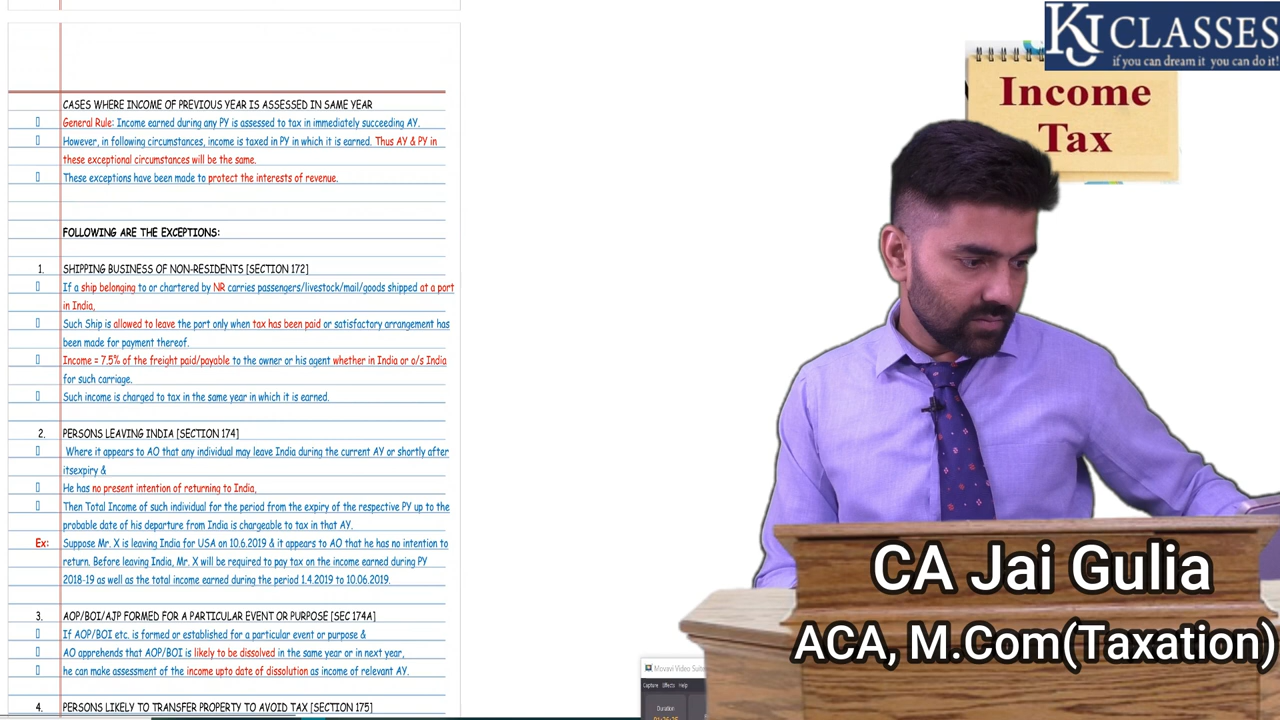 CASES WHERE INCOME OF PREVIOUS YEAR IS ASSESSED IN SAME YEAR
General Rule: Income earned during any PY is assessed to tax in immediately succeeding AY.
However, in following circumstances, income is taxed in PY in which it is earned. Thus AY & PY in
these exceptional circumstances will be the same.
These exceptions have been made to protect the interests of revenue.
FOLLOWING ARE THE EXCEPTIONS:
1. SHIPPING BUSINESS OF NON-RESIDENTS [SECTION 172]
If a ship belonging to or chartered by NR carries passengers/livestock/mail/goods shipped at a port
in India,
Such Ship is allowed to leave the port only when tax has been paid or satisfactory arrangement has
been made for payment thereof.
Income = 7.5% of the freight paid/payable to the owner or his agent whether in India or o/s India
for such carriage.
Such income is charged to tax in the same year in which it is earned.
2. PERSONS LEAVING INDIA [SECTION 174]
Where it appears to AO that any individual may leave India during the current AY or shortly after
itsexpiry &
He has no present intention of returning to India,
Then Total Income of such individual for the period from the expiry of the respective PY up to the
probable date of his departure from India is chargeable to tax in that AY.
Ex: Suppose Mr. X is leaving India for USA on 10.6.2019 & it appears to AO that he has no intention to
return. Before leaving India, Mr. X will be required to pay tax on the income earned during PY
2018-19 as well as the total income earned during the period 1.4.2019 to 10.06.2019.
3. AOP/BOI/AJP FORMED FOR A PARTICULAR EVENT OR PURPOSE [SEC 174A]
If AOP/BOI etc. is formed or established for a particular event or purpose &
AO apprehends that AOP/BOI is likely to be dissolved in the same year or in next year,
he can make assessment of the income upto date of dissolution as income of relevant AY.
4. PERSONS LIKELY TO TRANSFER PROPERTY TO AVOID TAX [SECTION 175]
KJ CLASSES
if you can dream it you can do it!
Income
Tax
CA Jai Gulia
ACA, M.Com(Taxation)
Movavi Video Suite
Capture Effects Help
Duration